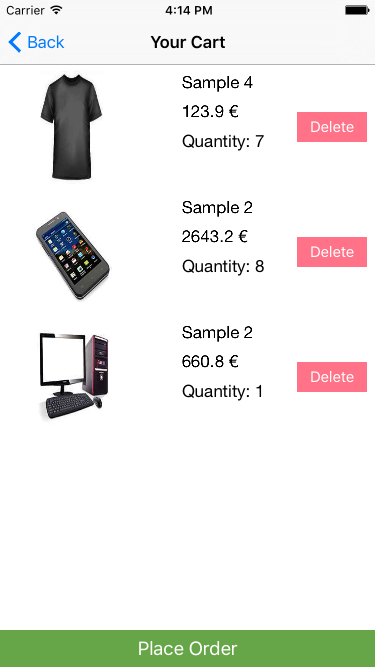 Carrier 4:14 PM
Back Your Cart
Sample 4
123.9 €
Quantity: 7
Delete
Sample 2
2643.2 €
Quantity: 8
Delete
Sample 2
660.8 €
Quantity: 1
Delete
Place Order